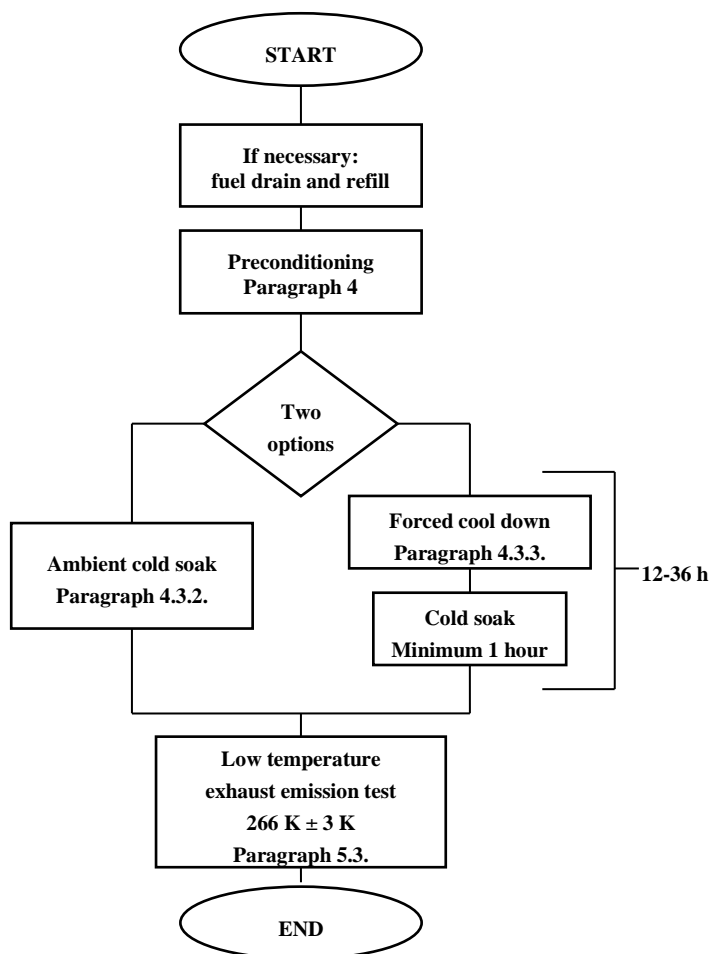 START
If necessary:
fuel drain and refill
Preconditioning
Paragraph 4
Two
options
Ambient cold soak
Paragraph 4.3.2.
Forced cool down
Paragraph 4.3.3.
Cold soak
Minimum 1 hour
12-36 h
Low temperature
exhaust emission test
266 K ± 3 K
Paragraph 5.3.
END